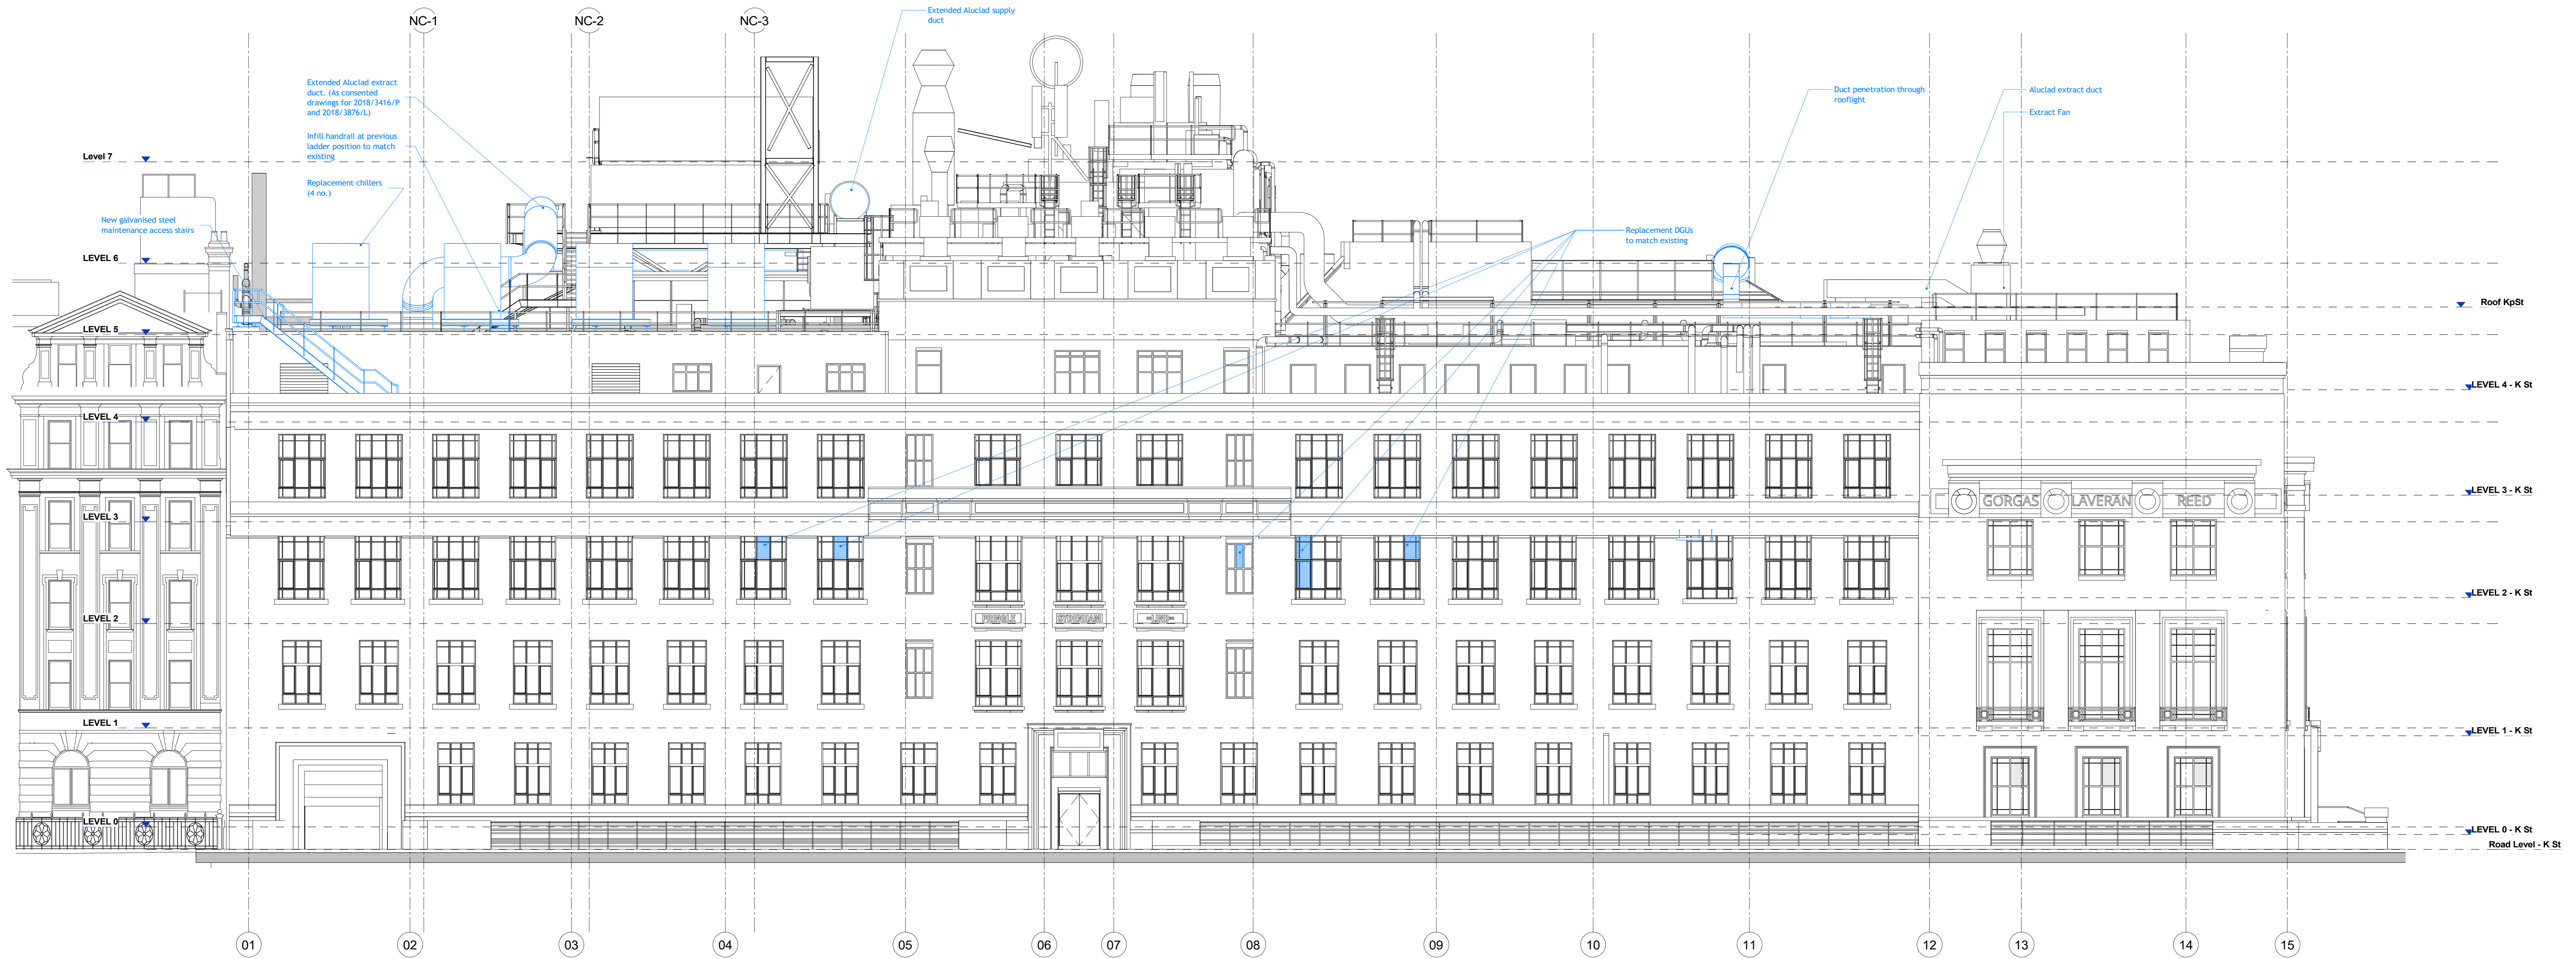 NC-1
NC-2
NC-3
Extended Aluclad supply
duct
Extended Aluclad extract
duct. (As consented
drawings for 2018/3416/P
and 2018/3876/L)
Infill handrail at previous
ladder position to match
existing
Replacement chillers
(4 no.)
New galvanised steel
maintenance access stairs
Duct penetration through
rooflight
Aluclad extract duct
Extract Fan
Replacement DGUs
to match existing
Level 7
LEVEL 6
LEVEL 5
LEVEL 4
LEVEL 3
LEVEL 2
LEVEL 1
LEVEL 0
Roof KpSt
LEVEL 4 - K St
LEVEL 3 - K St
LEVEL 2 - K St
LEVEL 1 - K St
LEVEL 0 - K St
Road Level - K St
GORGAS
LAVERAN
REED
PRINGLE
SYDENHAM
=LIND=
01
02
03
04
05
06
07
08
09
10
11
12
13
14
15